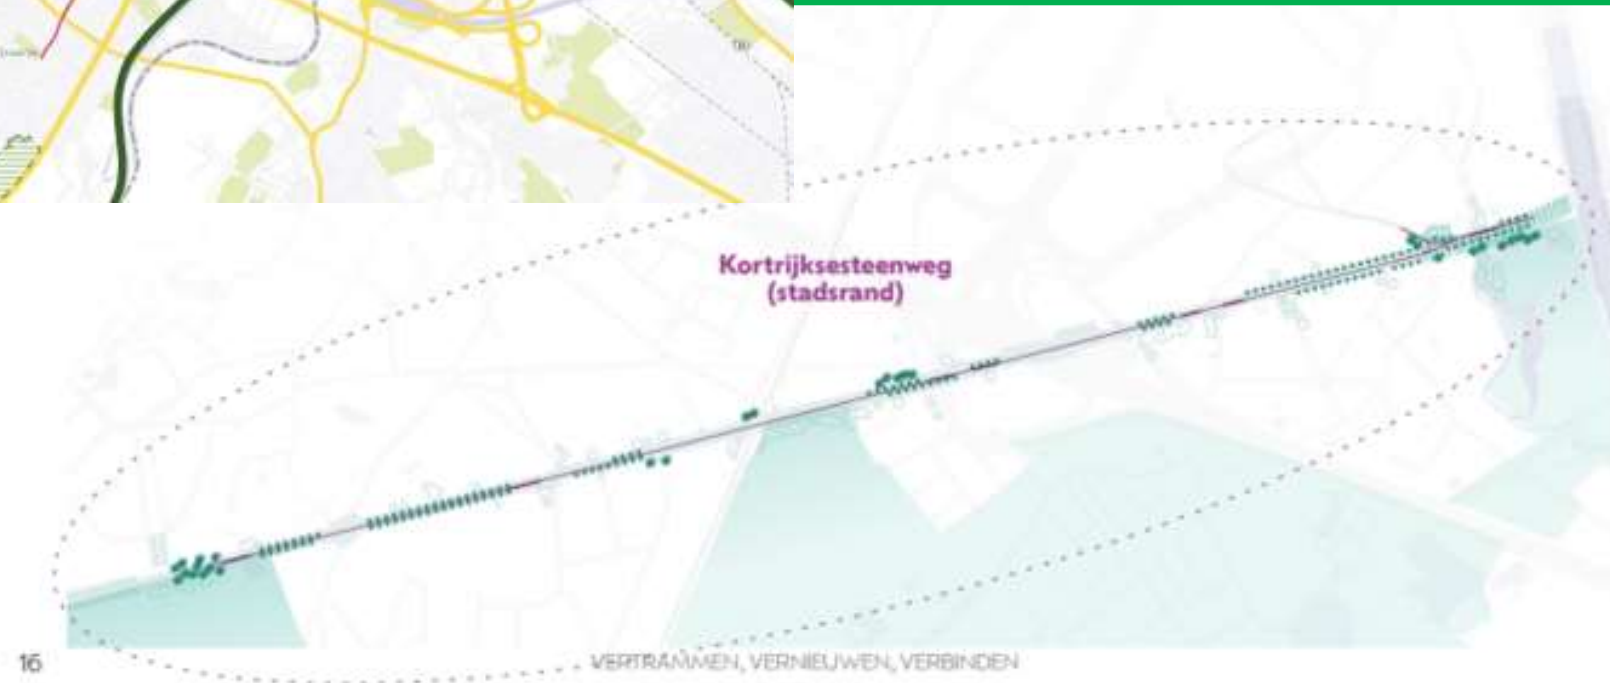 Kortrijksesteenweg
(stadsrand)
16
VERTRAMMEN, VERNIEUWEN, VERBINDEN